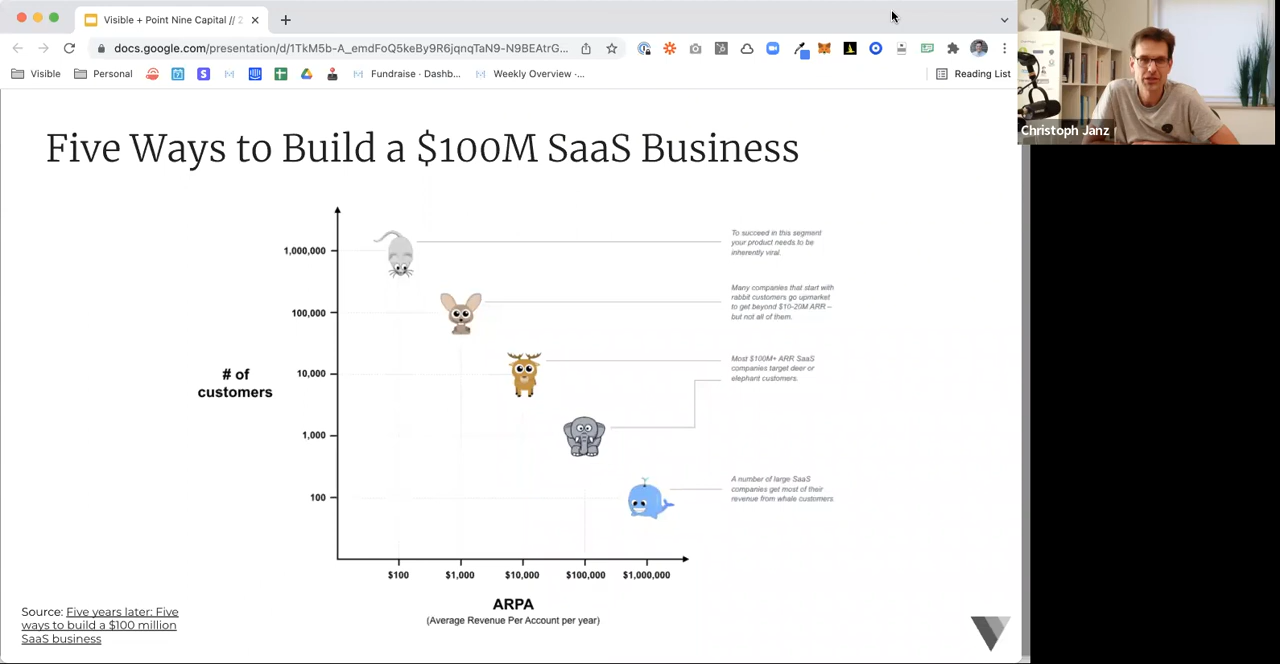 Visible + Point Nine Capital // 2
docs.google.com/presentation/d/1TkM5b-A_emdFoQ5keBy9R6jqnqTaN9-N9BEAtrG...
Visible
Personal
Fundraise · Dashb...
Weekly Overview ·...
Reading List
Christoph Janz
Five Ways to Build a $100M SaaS Business
1,000,000
100,000
10,000
1,000
100
# of
customers
To succeed in this segment
your product needs to be
inherently viral.
Many companies that start with
rabbit customers go upmarket
to get beyond $10-20M ARR –
but not all of them.
Most $100M+ ARR SaaS
companies target deer or
elephant customers.
A number of large SaaS
companies get most of their
revenue from whale customers.
$100
$1,000
$10,000
$100,000
$1,000,000
ARPA
(Average Revenue Per Account per year)
Source: Five years later: Five
ways to build a $100 million
SaaS business